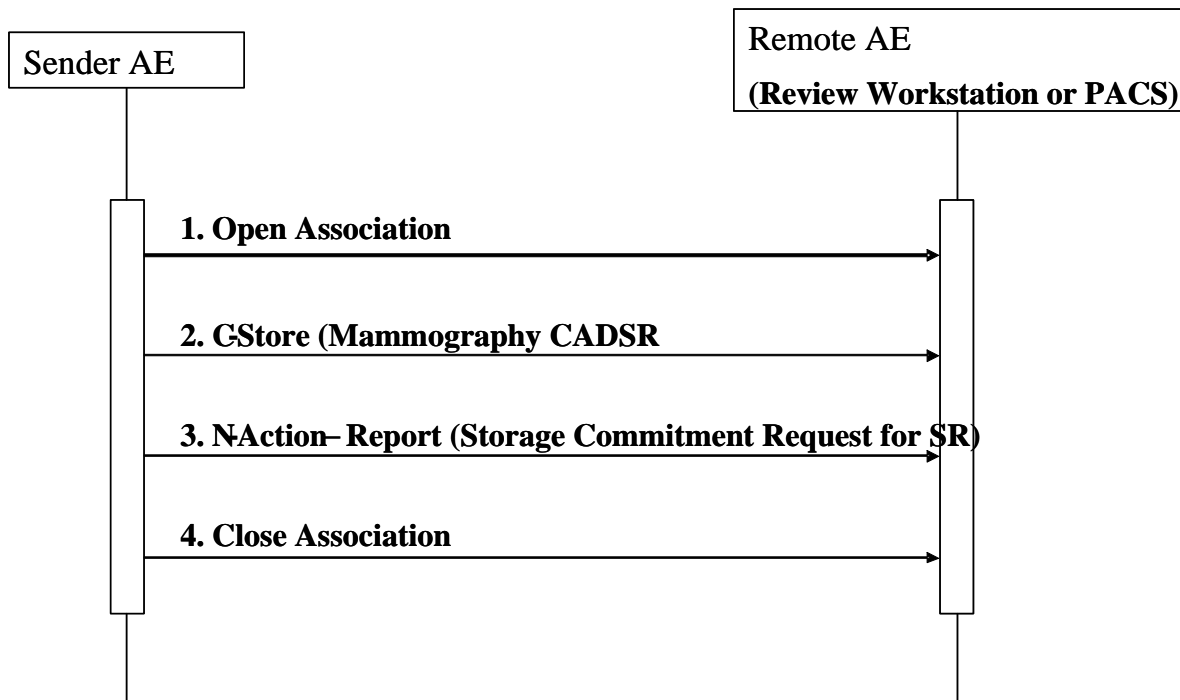 Sender AE
Remote AE
(Review Workstation or PACS)
1. Open Association
2. C-Store (Mammography CADSR
3. N-Action– Report (Storage Commitment Request for SR)
4. Close Association